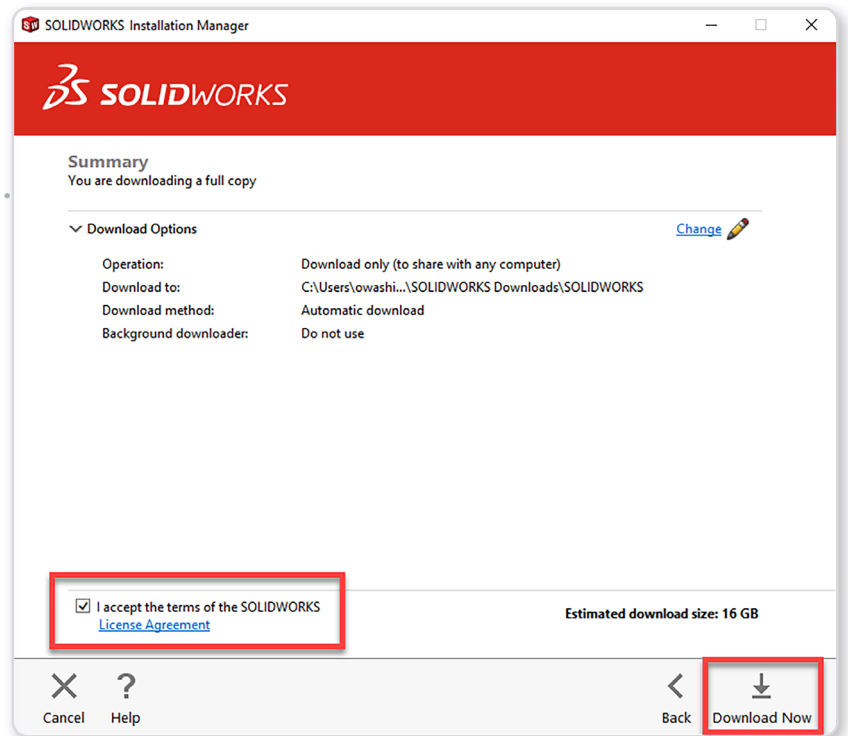 SW SOLIDWORKS Installation Manager
3S SOLIDWORKS
Summary
You are downloading a full copy
Download Options
Change
Operation: Download only (to share with any computer)
Download to: C:\Users\owashi...\SOLIDWORKS Downloads\SOLIDWORKS
Download method: Automatic download
Background downloader: Do not use
I accept the terms of the SOLIDWORKS
License Agreement
Estimated download size: 16 GB
? 
Cancel Help Back Download Now